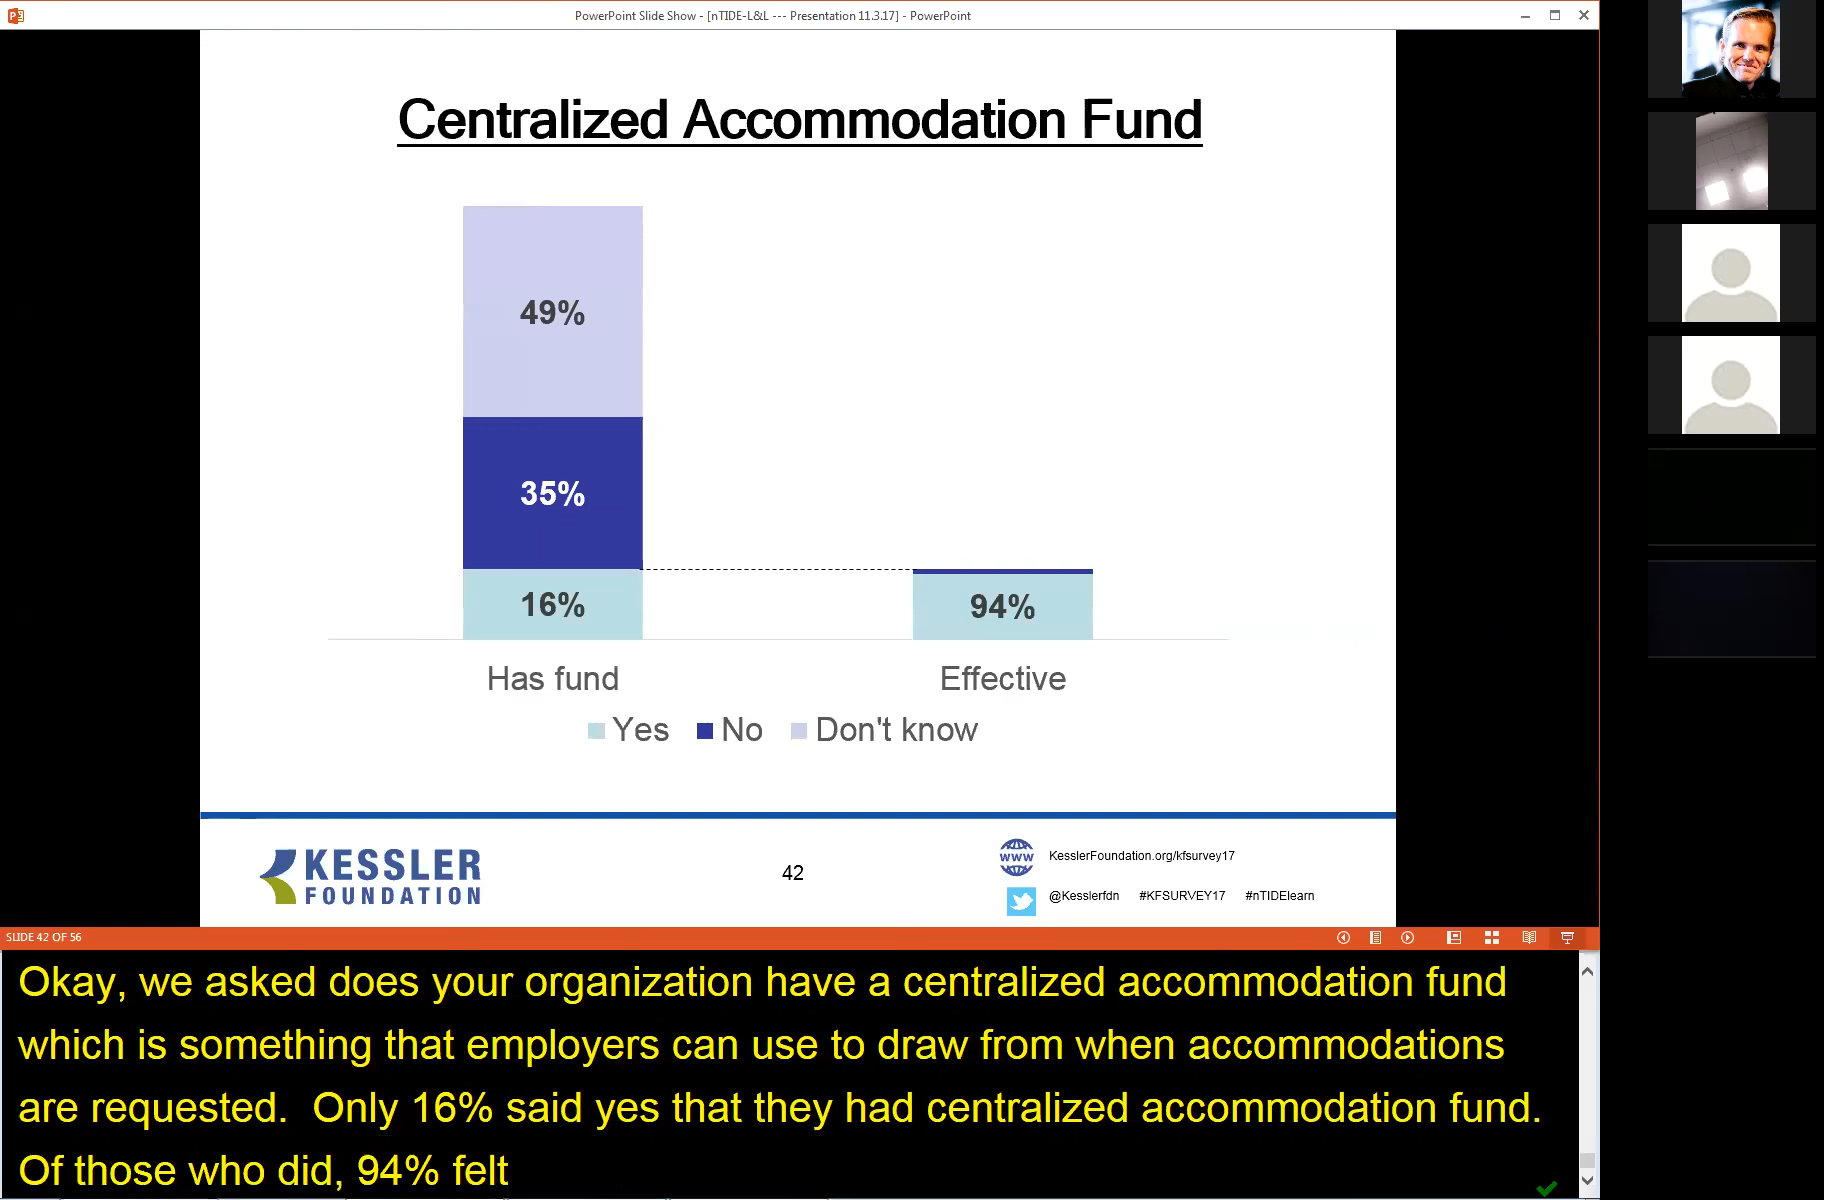 PowerPoint Slide Show - [nTIDE-L&L --- Presentation 11.3.17] - PowerPoint
Centralized Accommodation Fund
49%
35%
16%
94%
Has fund
Effective
Yes No Don't know
KESSLER
FOUNDATION
42
www
KesslerFoundation.org/kfsurvey17
@Kesslerfdn #KFSURVEY17 #nTIDElearn
SLIDE 42 OF 56
Okay, we asked does your organization have a centralized accommodation fund
which is something that employers can use to draw from when accommodations
are requested.  Only 16% said yes that they had centralized accommodation fund.
Of those who did, 94% felt